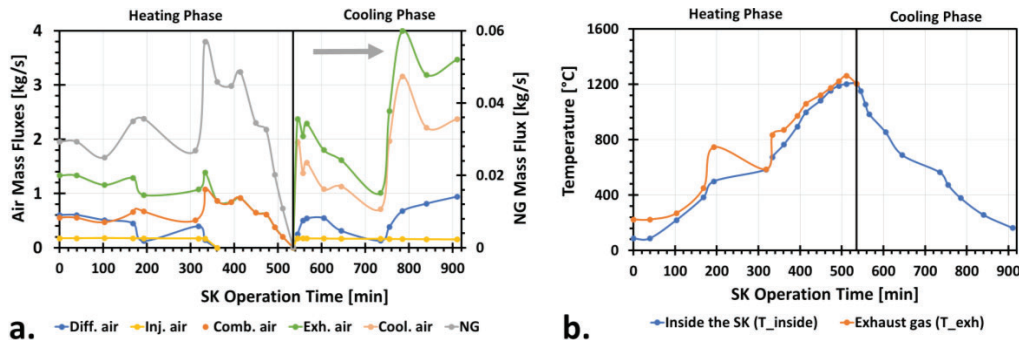 Heating Phase Cooling Phase
Air Mass Fluxes [kg/s]
4
3
2
1
0
0.06
0.04
0.02
0
NG Mass Flux [kg/s]
0 100 200 300 400 500 600 700 800 900
SK Operation Time [min]
a. Diff. air Inj. air Comb. air Exh. air Cool. air NG
Heating Phase Cooling Phase
Temperature [°C]
1600
1200
800
400
0
0 100 200 300 400 500 600 700 800 900
SK Operation Time [min]
b. Inside the SK (T_inside) Exhaust gas (T_exh)